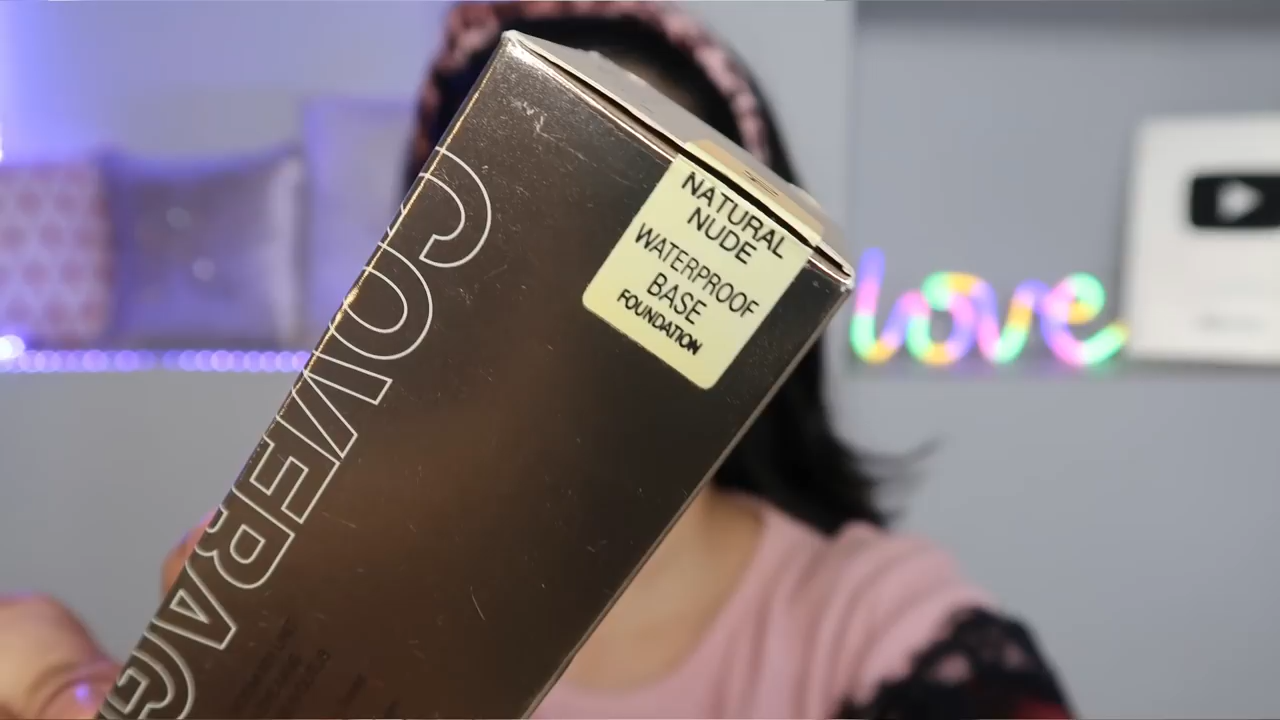 COVERAG
NATURAL
NUDE
WATERPROOF
BASE
FOUNDATION
love